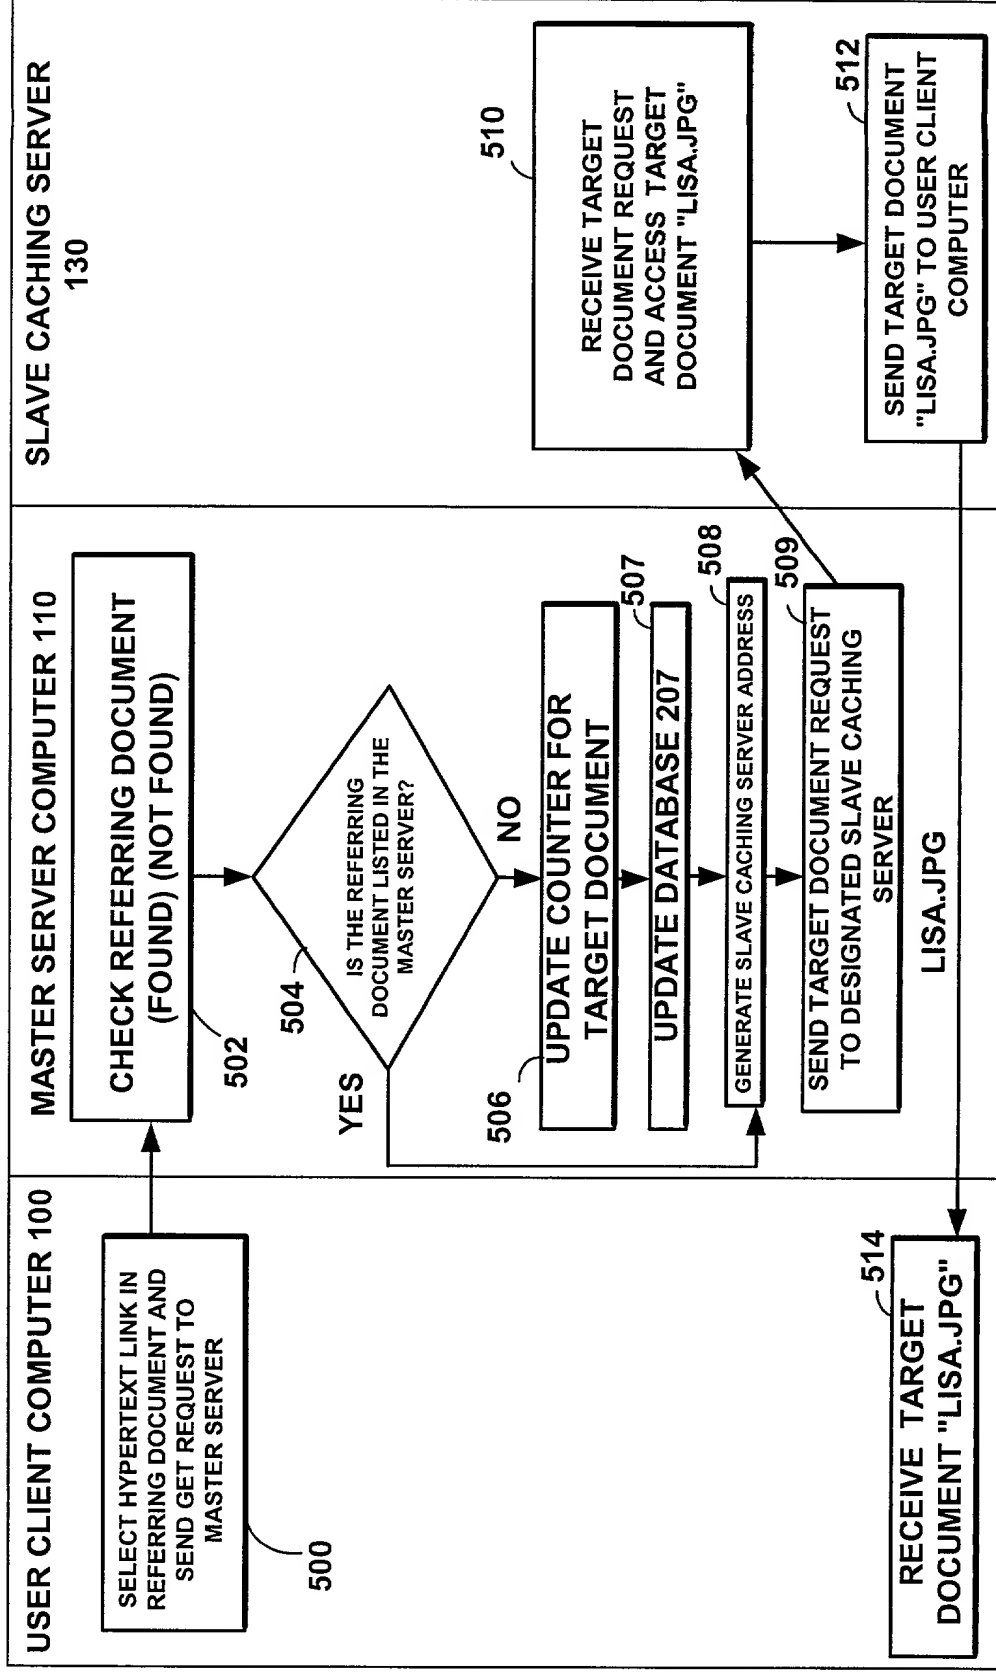 USER CLIENT COMPUTER 100
SELECT HYPERTEXT LINK IN
REFERRING DOCUMENT AND
SEND GET REQUEST TO
MASTER SERVER
500
514
RECEIVE TARGET
DOCUMENT "LISA.JPG"
MASTER SERVER COMPUTER 110
CHECK REFERRING DOCUMENT
(FOUND) (NOT FOUND)
502
504
IS THE REFERRING
DOCUMENT LISTED IN THE
MASTER SERVER?
YES
NO
506
UPDATE COUNTER FOR
TARGET DOCUMENT
507
UPDATE DATABASE 207
508
GENERATE SLAVE CACHING SERVER ADDRESS
509
SEND TARGET DOCUMENT REQUEST
TO DESIGNATED SLAVE CACHING
SERVER
LISA.JPG
SLAVE CACHING SERVER
130
510
RECEIVE TARGET
DOCUMENT REQUEST
AND ACCESS TARGET
DOCUMENT "LISA.JPG"
512
SEND TARGET DOCUMENT
"LISA.JPG" TO USER CLIENT
COMPUTER